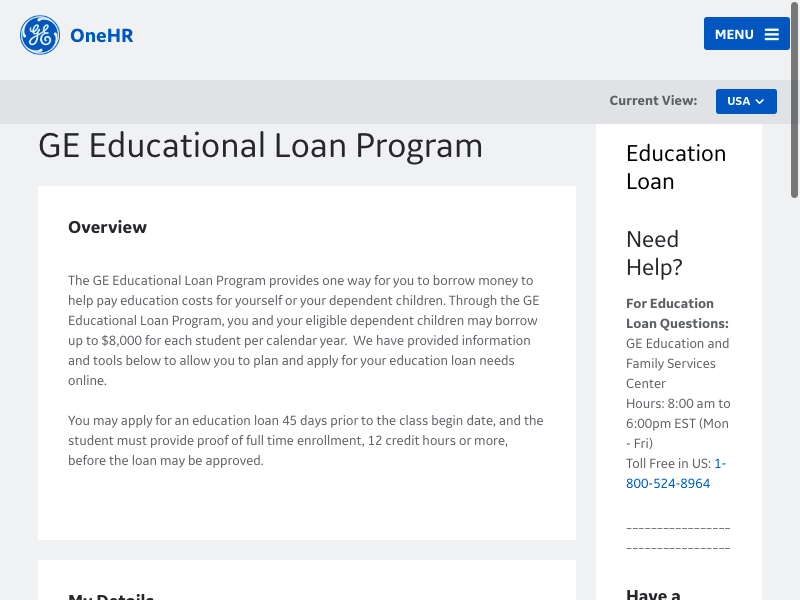 OneHR
MENU
Current View:
USA
GE Educational Loan Program
Overview
The GE Educational Loan Program provides one way for you to borrow money to
help pay education costs for yourself or your dependent children. Through the GE
Educational Loan Program, you and your eligible dependent children may borrow
up to $8,000 for each student per calendar year.  We have provided information
and tools below to allow you to plan and apply for your education loan needs
online.
You may apply for an education loan 45 days prior to the class begin date, and the
student must provide proof of full time enrollment, 12 credit hours or more,
before the loan may be approved.
My Details
Education
Loan
Need
Help?
For Education
Loan Questions:
GE Education and
Family Services
Center
Hours: 8:00 am to
6:00pm EST (Mon
- Fri)
Toll Free in US: 1-
800-524-8964
_________________
_________________
Have a